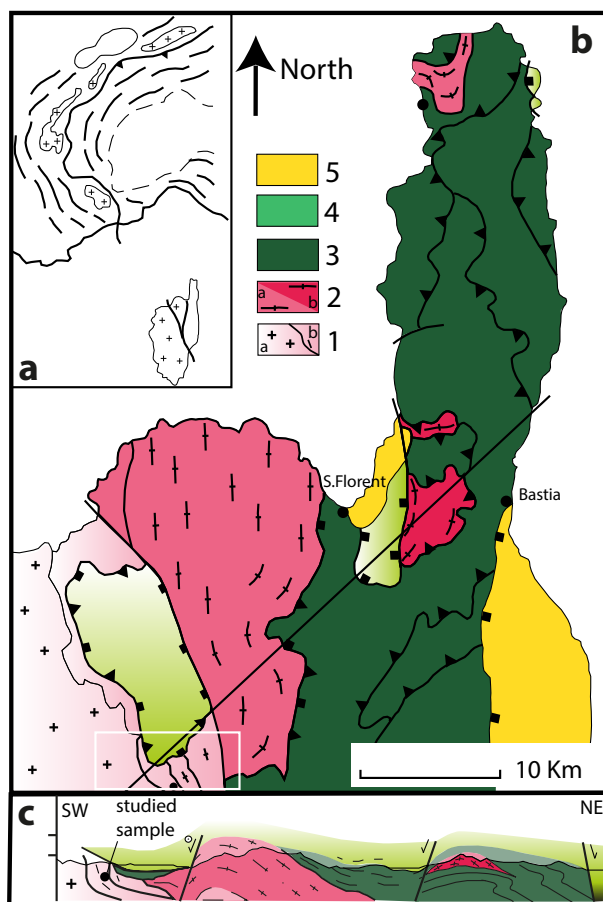 b
North
5
4
3
a b 2
a b 1
a
S.Florent
Bastia
10 Km
c SW studied NE
sample